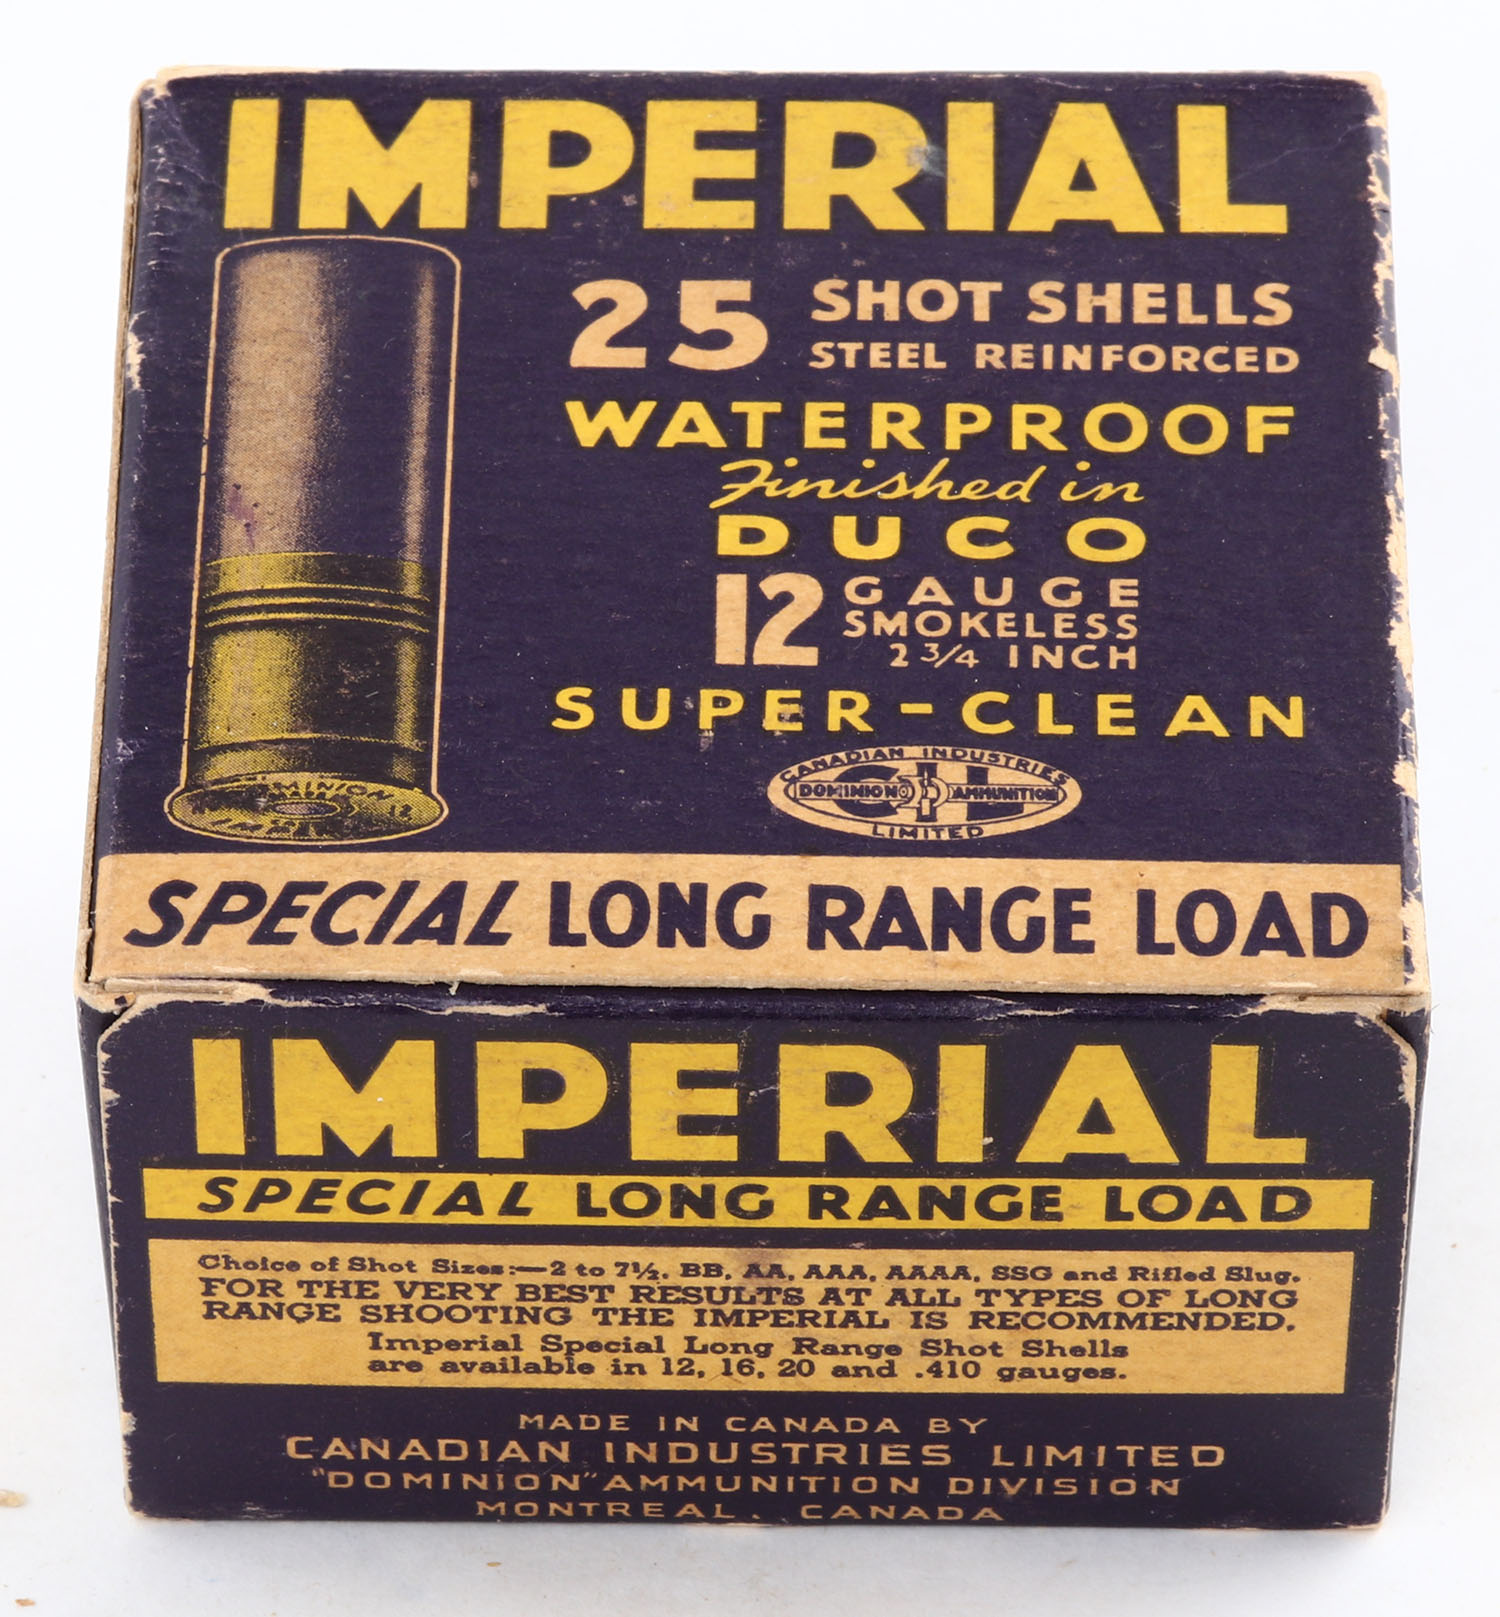 IMPERIAL
25 SHOT SHELLS
STEEL REINFORCED
WATERPROOF
Finished in
DUCO
12 GAUGE
SMOKELESS
2 3/4 INCH
SUPER-CLEAN
CANADIAN INDUSTRIES
CIL
DOMINION AMMUNITION
LIMITED
DOMINION
SPECIAL LONG RANGE LOAD
IMPERIAL
SPECIAL LONG RANGE LOAD
Choice of Shot Sizes:—2 to 7½, BB, AA, AAA, AAAA, SSG and Rifled Slug.
FOR THE VERY BEST RESULTS AT ALL TYPES OF LONG
RANGE SHOOTING THE IMPERIAL IS RECOMMENDED.
Imperial Special Long Range Shot Shells
are available in 12, 16, 20 and .410 gauges.
MADE IN CANADA BY
CANADIAN INDUSTRIES LIMITED
"DOMINION" AMMUNITION DIVISION
MONTREAL, CANADA